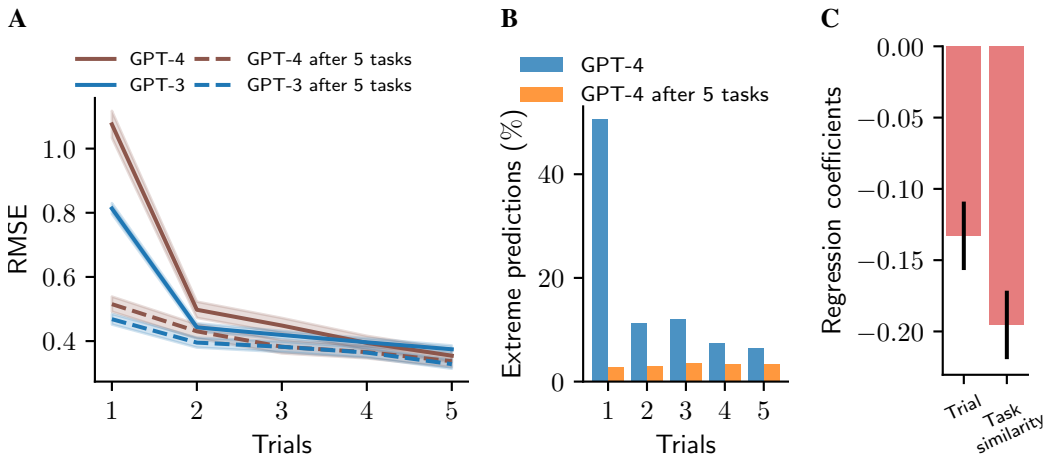 A
GPT-4
GPT-4 after 5 tasks
GPT-3
GPT-3 after 5 tasks
RMSE
1.0
0.8
0.6
0.4
1 2 3 4 5
Trials
B
GPT-4
GPT-4 after 5 tasks
Extreme predictions (%)
40
20
0
1 2 3 4 5
Trials
C
Regression coefficients
0.00
−0.05
−0.10
−0.15
−0.20
Trial
Task
similarity